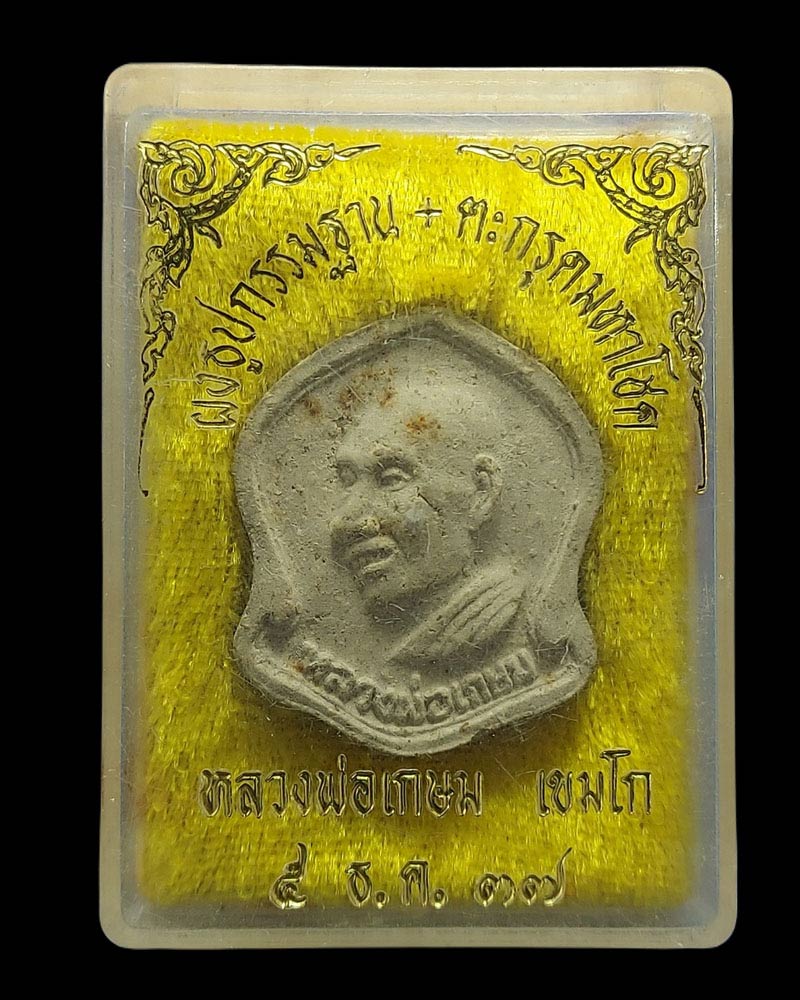 ผงธูปกรรมฐาน + ตะกรุดมหาโชค
หลวงพ่อเกษม
หลวงพ่อเกษม เขมโก
๕ ธ.ค. ๓๗